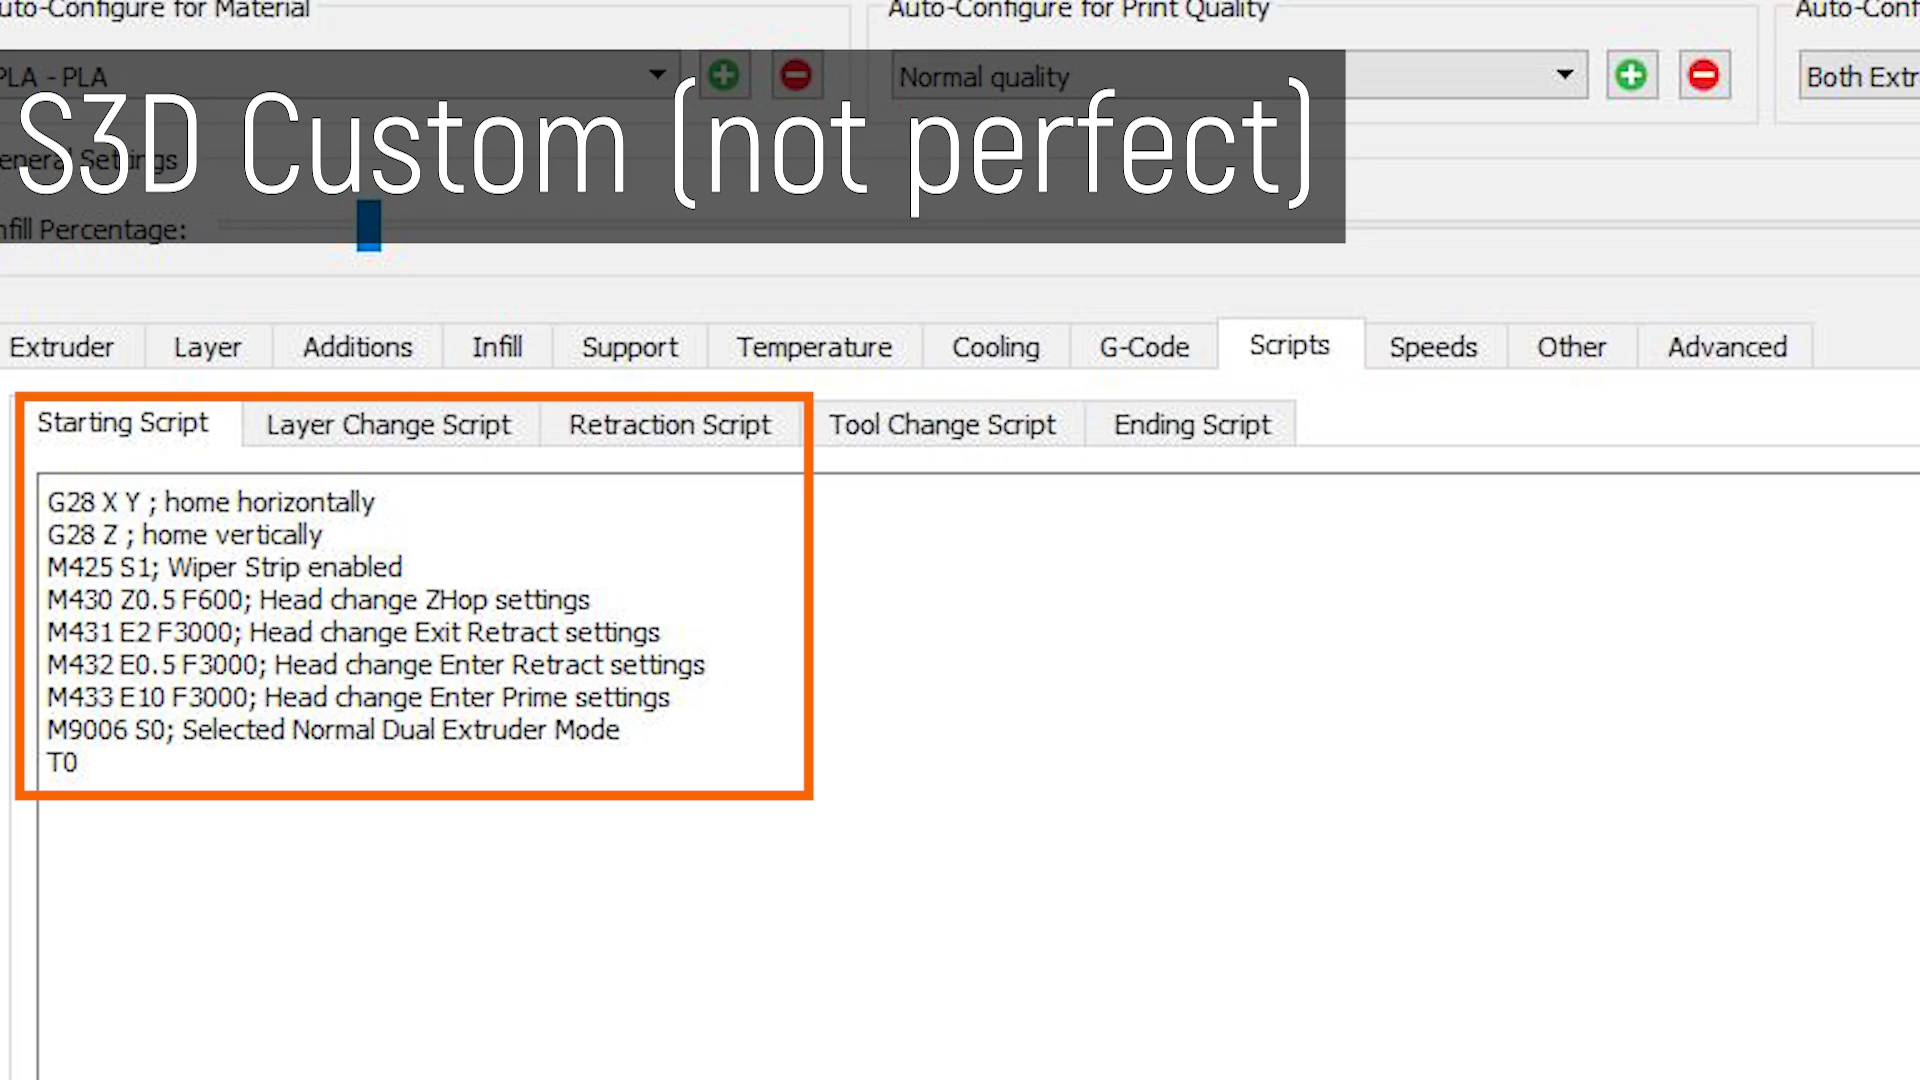 uto-Configure for Material
Auto-Configure for Print Quality
Auto-Conf
PLA - PLA
Normal quality
Both Extr
S3D Custom (not perfect)
eneral Settings
nfill Percentage:
Extruder
Layer
Additions
Infill
Support
Temperature
Cooling
G-Code
Scripts
Speeds
Other
Advanced
Starting Script
Layer Change Script
Retraction Script
Tool Change Script
Ending Script
G28 X Y ; home horizontally
G28 Z ; home vertically
M425 S1; Wiper Strip enabled
M430 Z0.5 F600; Head change ZHop settings
M431 E2 F3000; Head change Exit Retract settings
M432 E0.5 F3000; Head change Enter Retract settings
M433 E10 F3000; Head change Enter Prime settings
M9006 S0; Selected Normal Dual Extruder Mode
T0